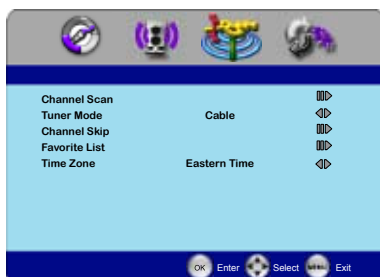 Channel Scan
Tuner Mode Cable
Channel Skip
Favorite List
Time Zone Eastern Time
OK Enter Select MENU Exit